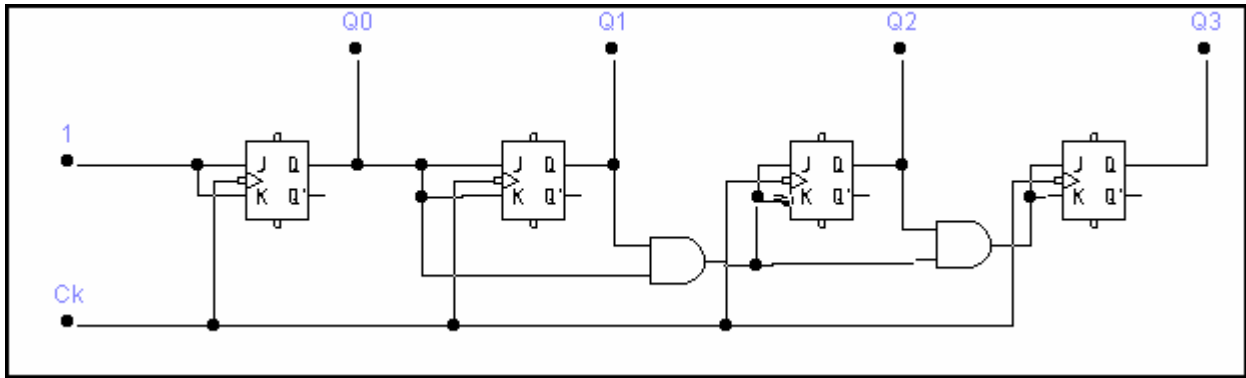 Q0 Q1 Q2 Q3
1
J Q J Q J Q J Q
K Q' K Q' K Q' K Q'
Ck